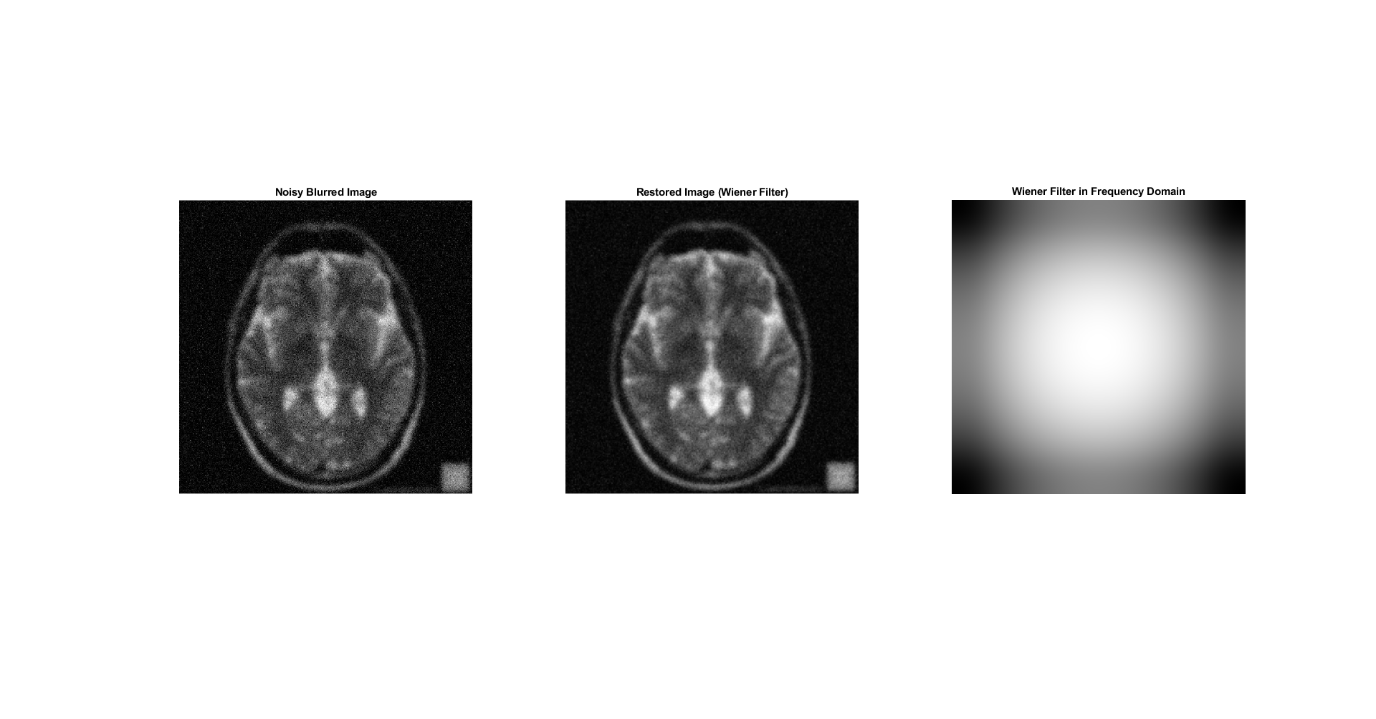 Noisy Blurred Image
Restored Image (Wiener Filter)
Wiener Filter in Frequency Domain